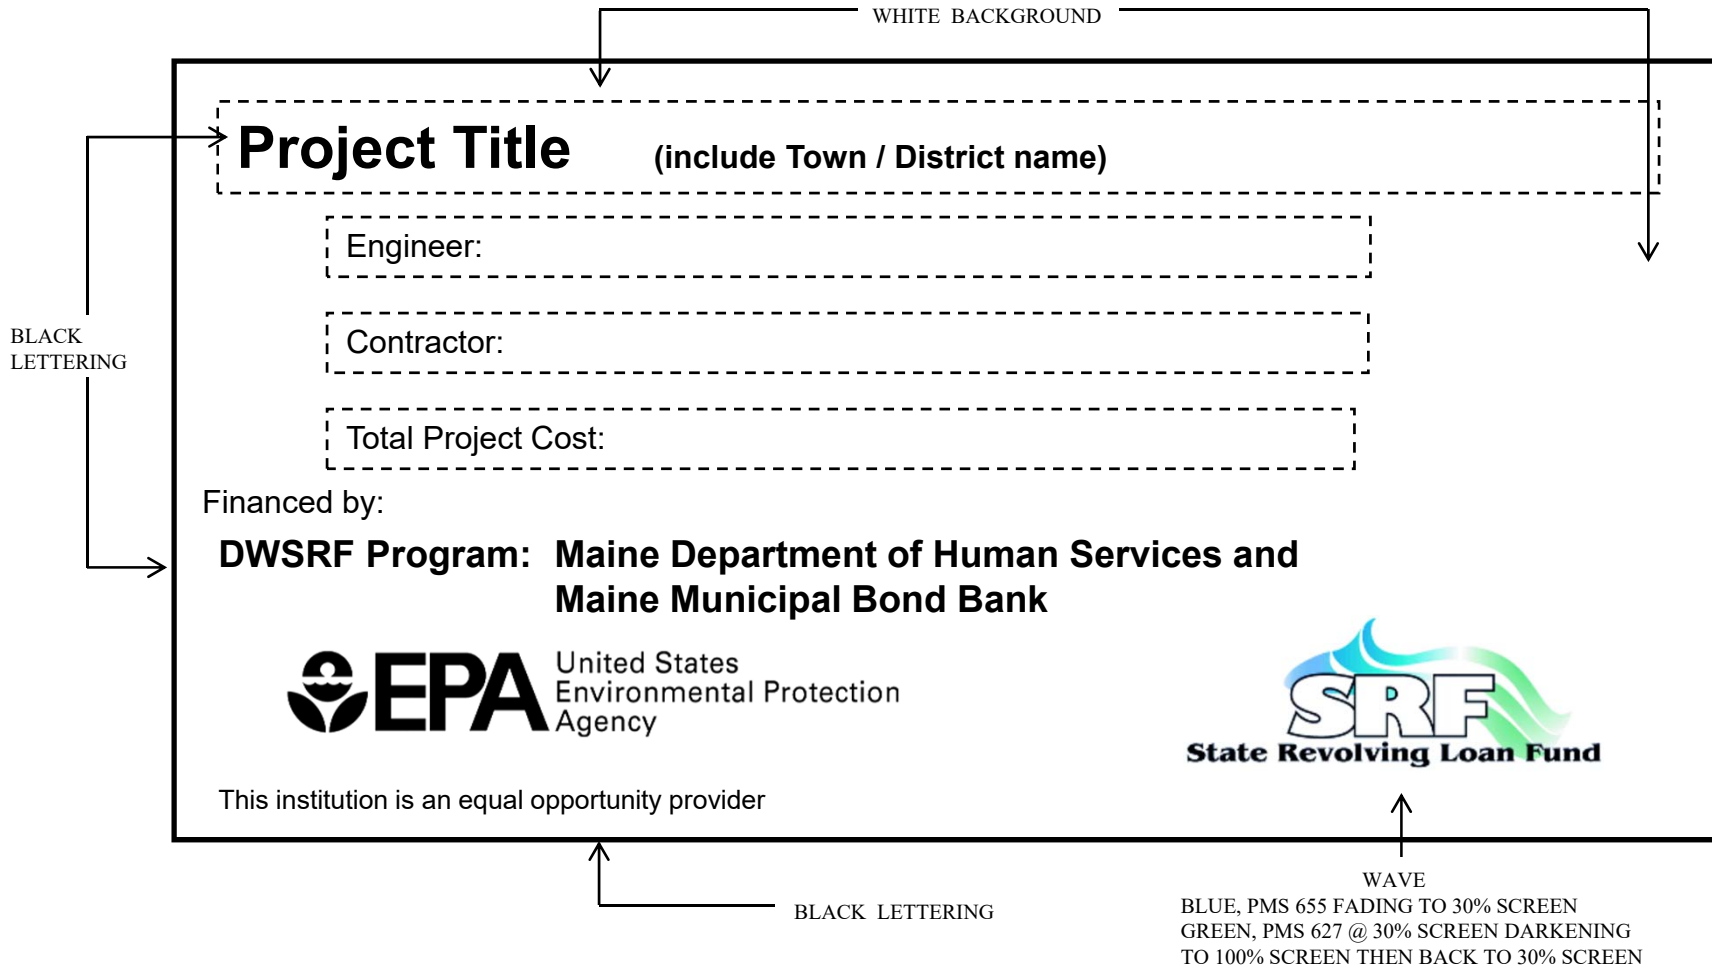 WHITE BACKGROUND
Project Title (include Town / District name)
Engineer:
BLACK
LETTERING
Contractor:
Total Project Cost:
Financed by:
DWSRF Program: Maine Department of Human Services and
Maine Municipal Bond Bank
EPA
United States
Environmental Protection
Agency
SRF
State Revolving Loan Fund
This institution is an equal opportunity provider
BLACK LETTERING
WAVE
BLUE, PMS 655 FADING TO 30% SCREEN
GREEN, PMS 627 @ 30% SCREEN DARKENING
TO 100% SCREEN THEN BACK TO 30% SCREEN